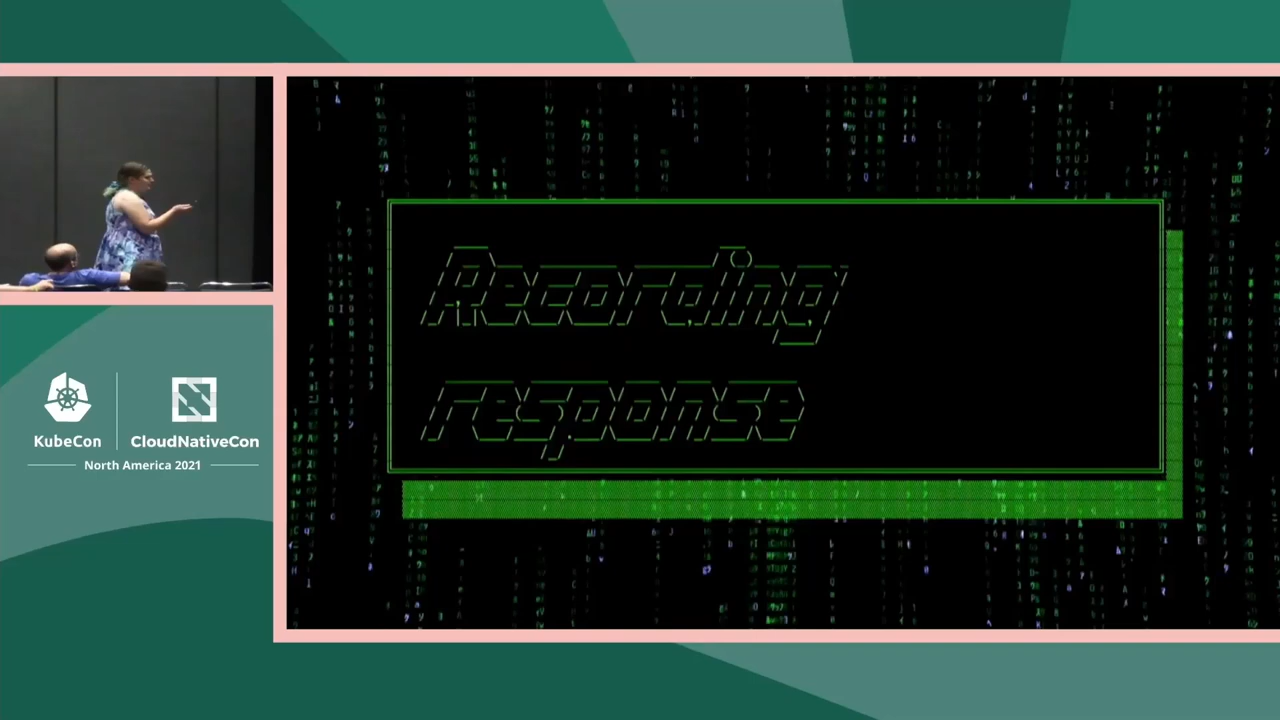 Recording
response
KubeCon
CloudNativeCon
North America 2021